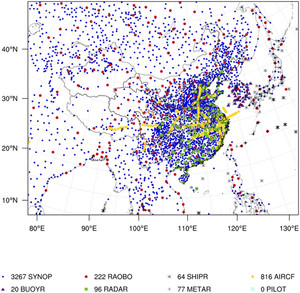 40°N
30°N
20°N
10°N
80°E 90°E 100°E 110°E 120°E 130°E
3267 SYNOP 222 RAOBO 64 SHIPR 816 AIRCF
20 BUOYR 96 RADAR 77 METAR 0 PILOT